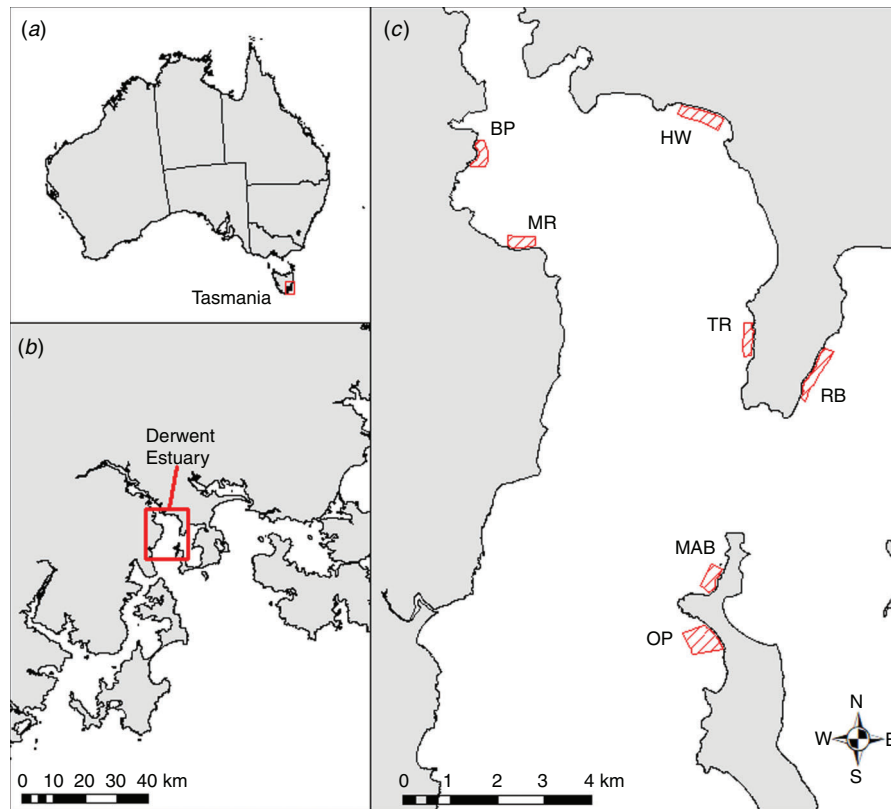 (a)
Tasmania
(b)
Derwent
Estuary
0 10 20 30 40 km
(c)
BP
HW
MR
TR
RB
MAB
OP
N
W E
S
0 1 2 3 4 km